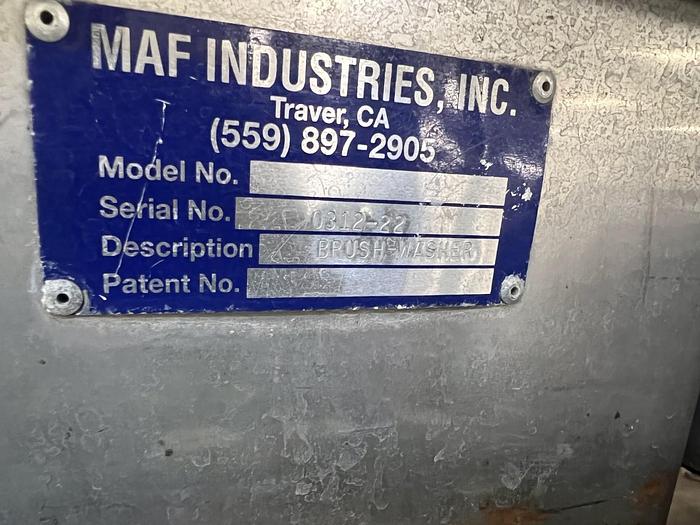 MAF INDUSTRIES, INC.
Traver, CA
(559) 897-2905
Model No.
Serial No. 0312-22
Description BRUSH WASHER
Patent No.